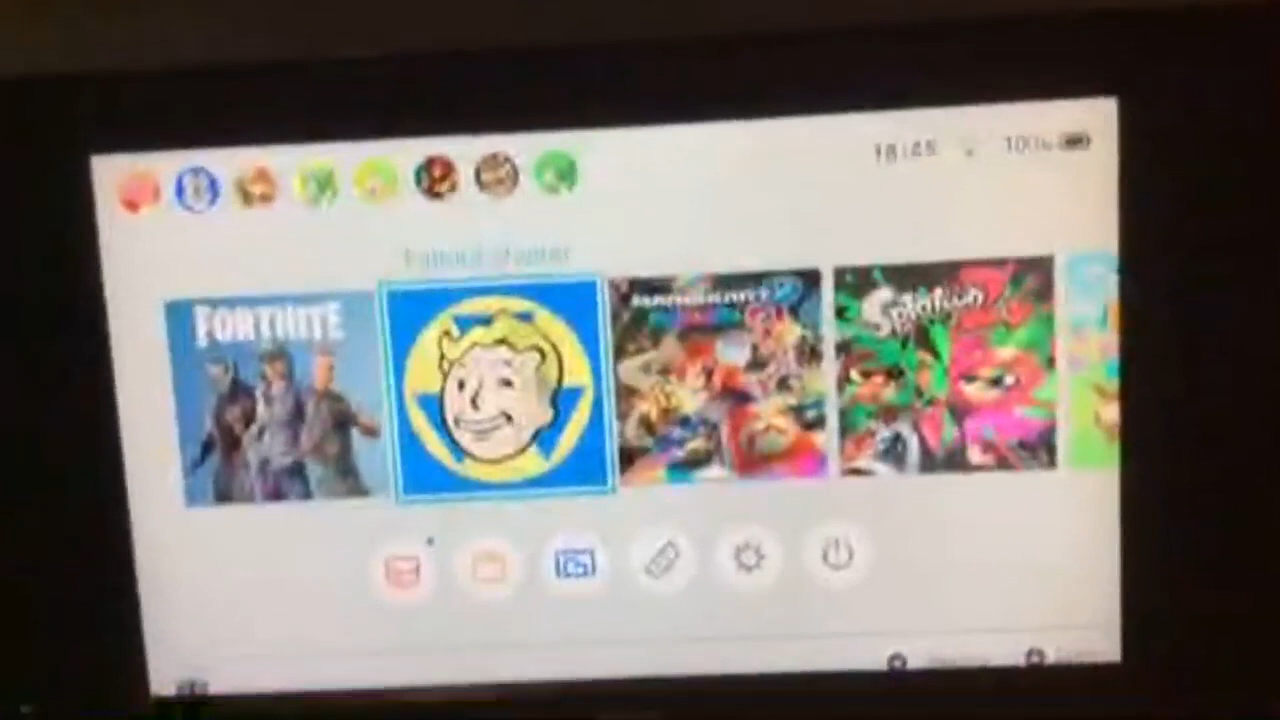 18:45 100%
Fallout Shelter
FORTNITE
MARIOKART 8
Splatoon 2